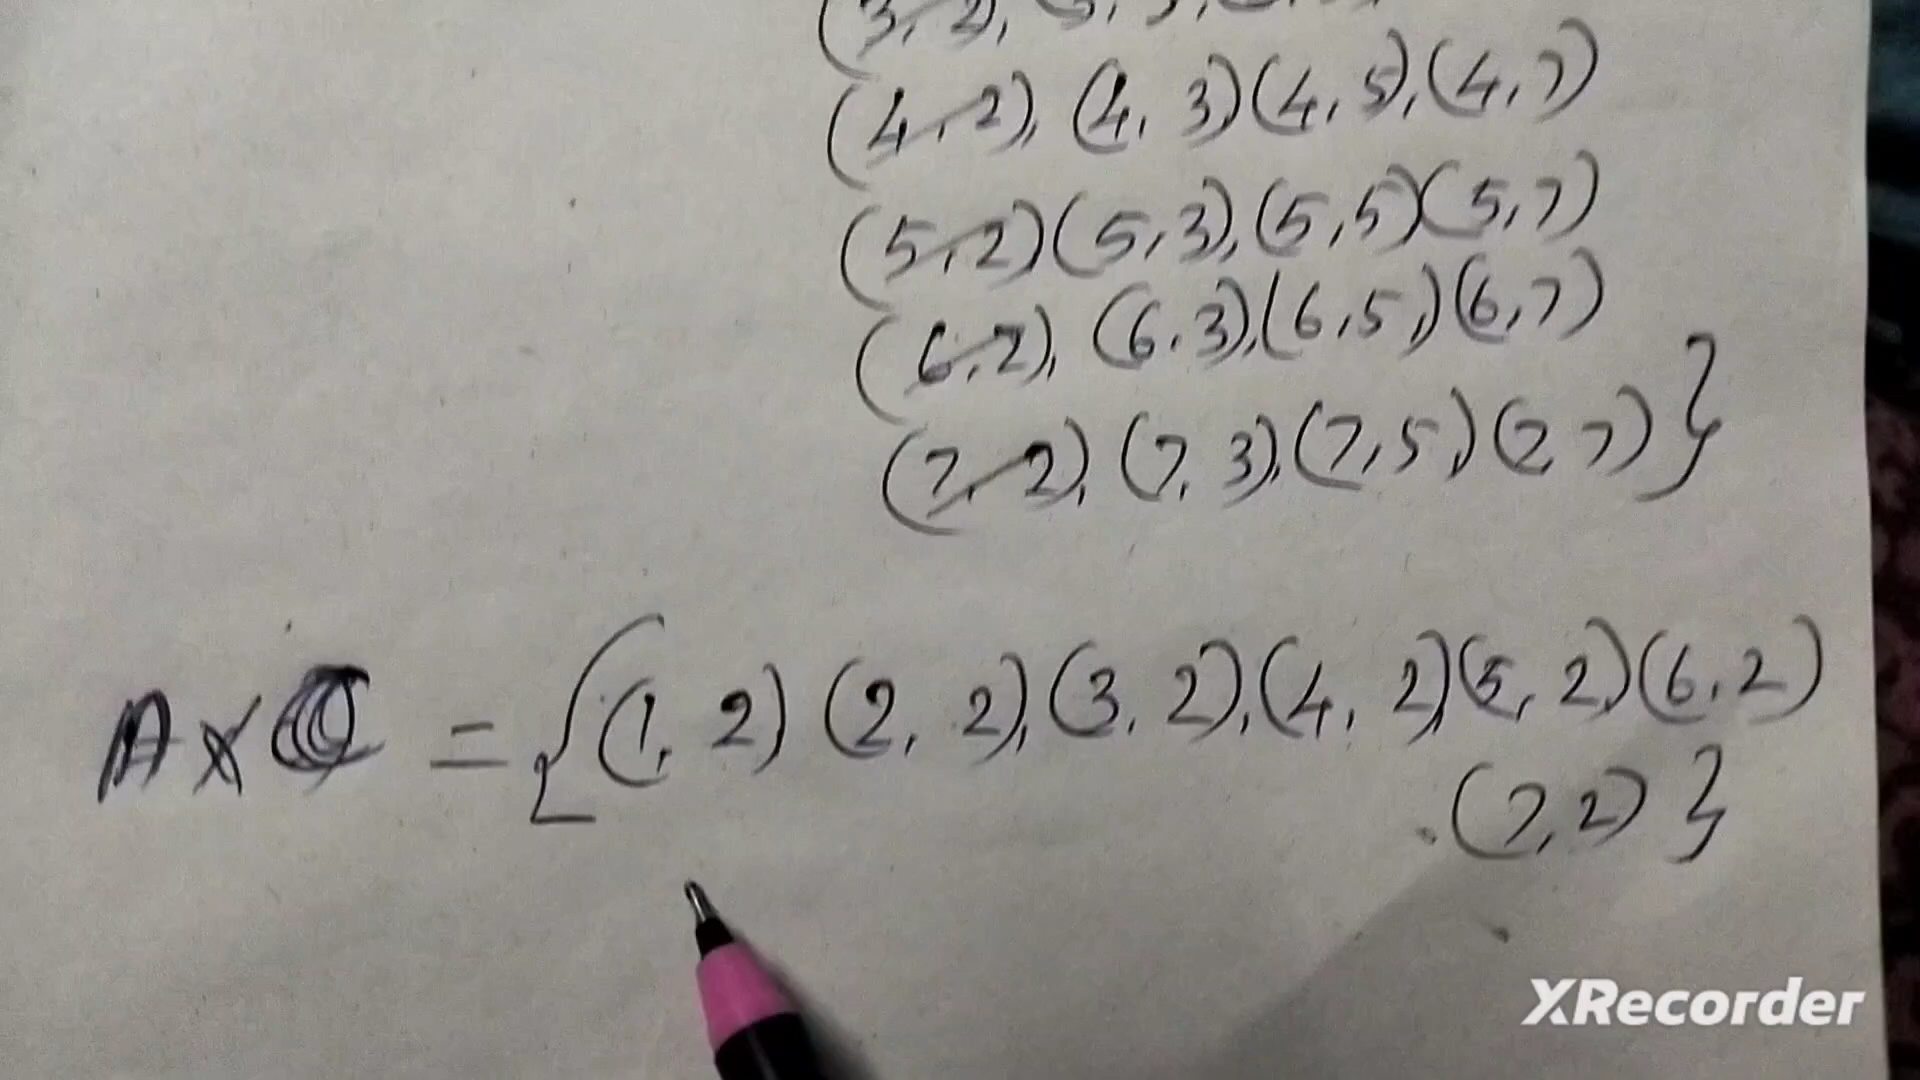 (3, 2),
(4, 2), (4, 3) (4, 5), (4, 7)
(5, 2) (5, 3), (5, 5) (5, 7)
(6, 2), (6, 3), (6, 5,) (6, 7)
(7, 2), (7, 3), (7, 5) (7, 7) }
A × C = { (1, 2) (2, 2), (3, 2), (4, 2) (5, 2) (6, 2)
(7, 2) }
XRecorder